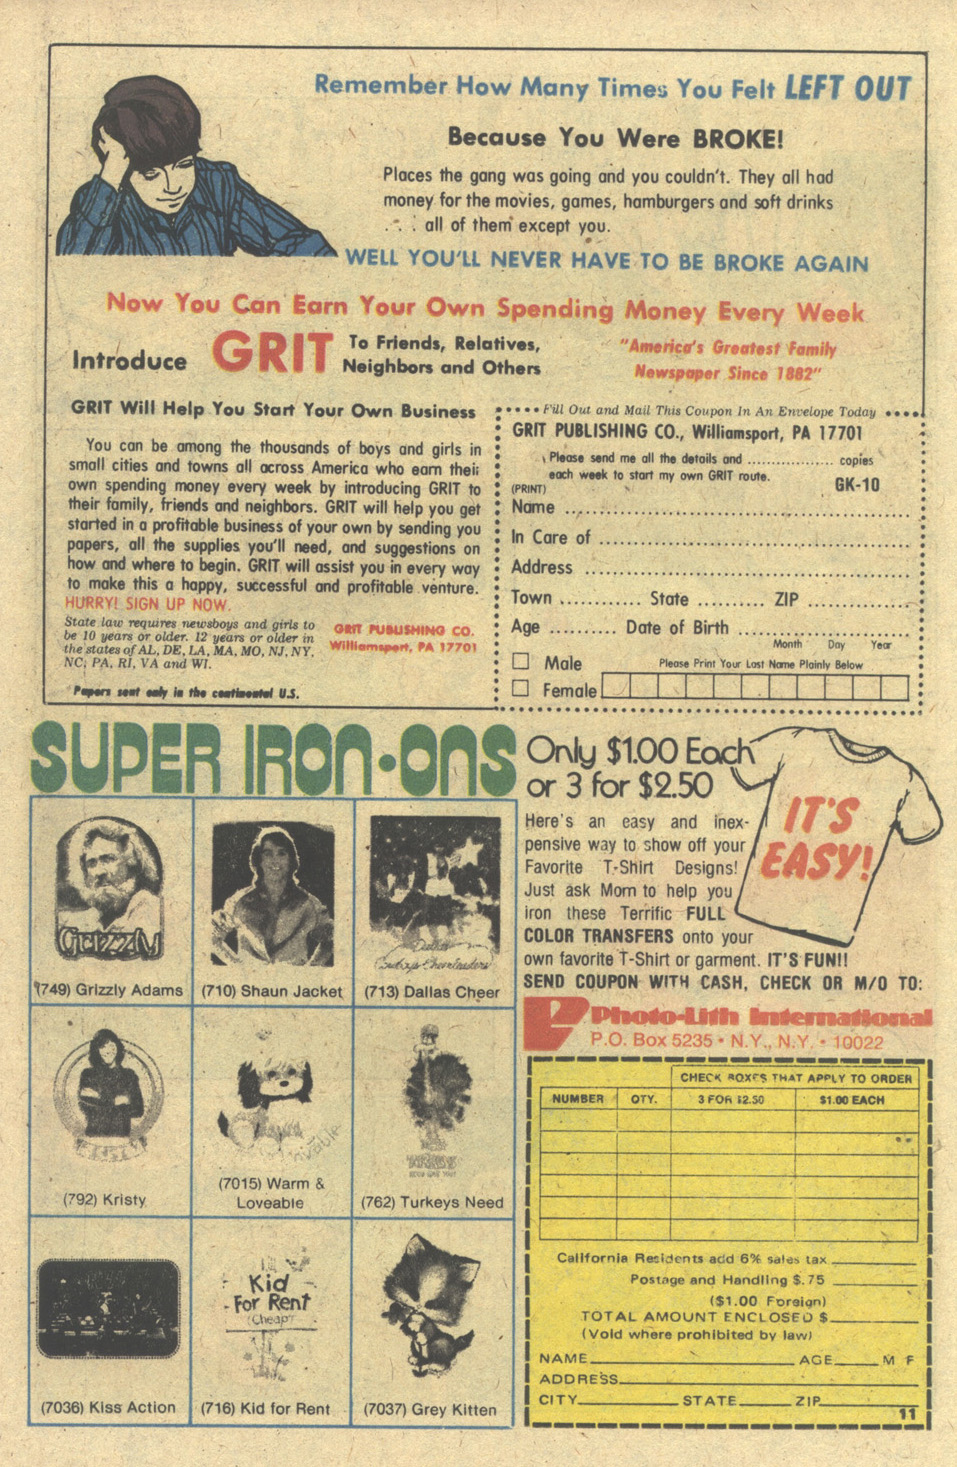 Remember How Many Times You Felt LEFT OUT
Because You Were BROKE!
Places the gang was going and you couldn't. They all had
money for the movies, games, hamburgers and soft drinks
. . . all of them except you.
WELL YOU'LL NEVER HAVE TO BE BROKE AGAIN
Now You Can Earn Your Own Spending Money Every Week
Introduce GRIT To Friends, Relatives,
Neighbors and Others
"America's Greatest Family
Newspaper Since 1882"
GRIT Will Help You Start Your Own Business
You can be among the thousands of boys and girls in
small cities and towns all across America who earn their
own spending money every week by introducing GRIT to
their family, friends and neighbors. GRIT will help you get
started in a profitable business of your own by sending you
papers, all the supplies you'll need, and suggestions on
how and where to begin. GRIT will assist you in every way
to make this a happy, successful and profitable venture.
HURRY! SIGN UP NOW.
State law requires newsboys and girls to
be 10 years or older. 12 years or older in
the states of AL, DE, LA, MA, MO, NJ, NY,
NC, PA, RI, VA and WI.
GRIT PUBLISHING CO.
Williamsport, PA 17701
Papers sent only in the continental U.S.
Fill Out and Mail This Coupon In An Envelope Today
GRIT PUBLISHING CO., Williamsport, PA 17701
Please send me all the details and ................. copies
each week to start my own GRIT route.
GK-10
(PRINT)
Name
In Care of
Address
Town ............ State .......... ZIP
Age .......... Date of Birth
Month Day Year
Male
Please Print Your Last Name Plainly Below
Female
SUPER IRON-ONS
Grizzly
(749) Grizzly Adams
(710) Shaun Jacket
Dallas
Cowboys Cheerleaders
(713) Dallas Cheer
(792) Kristy
(7015) Warm &
Loveable
(762) Turkeys Need
(7036) Kiss Action
Kid
For Rent
(Cheap)
(716) Kid for Rent
(7037) Grey Kitten
Only $1.00 Each
or 3 for $2.50
IT'S
EASY!
Here's an easy and inex-
pensive way to show off your
Favorite T-Shirt Designs!
Just ask Mom to help you
iron these Terrific FULL
COLOR TRANSFERS onto your
own favorite T-Shirt or garment. IT'S FUN!!
SEND COUPON WITH CASH, CHECK OR M/O TO:
Photo-Lith International
P.O. Box 5235 • N.Y., N.Y. • 10022
CHECK BOXES THAT APPLY TO ORDER
NUMBER QTY. 3 FOR $2.50 $1.00 EACH
California Residents add 6% sales tax
Postage and Handling $.75
($1.00 Foreign)
TOTAL AMOUNT ENCLOSED $
(Void where prohibited by law)
NAME AGE M F
ADDRESS
CITY STATE ZIP
11